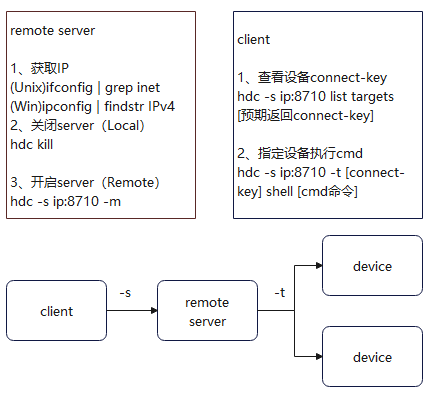 remote server
1、获取IP
(Unix)ifconfig | grep inet
(Win)ipconfig | findstr IPv4
2、关闭server（Local）
hdc kill
3、开启server（Remote）
hdc -s ip:8710 -m
client
1、查看设备connect-key
hdc -s ip:8710 list targets
[预期返回connect-key]
2、指定设备执行cmd
hdc -s ip:8710 -t [connect-
key] shell [cmd命令]
client
-s
remote
server
-t
device
device